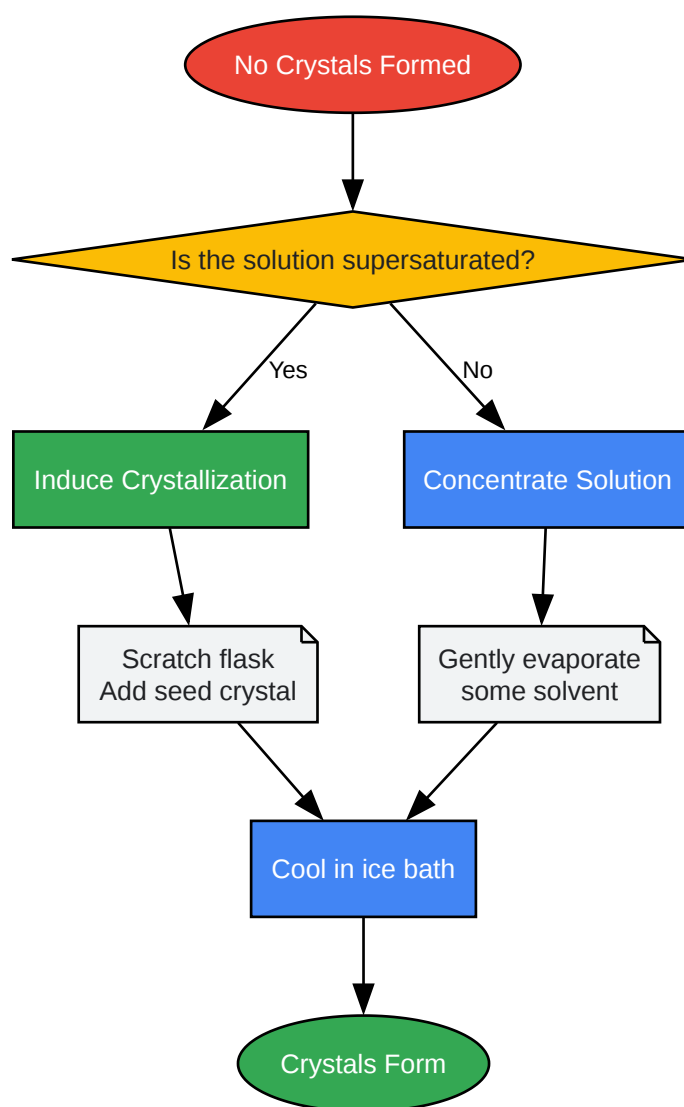 No Crystals Formed
Is the solution supersaturated?
Yes
No
Induce Crystallization
Concentrate Solution
Scratch flask
Add seed crystal
Gently evaporate
some solvent
Cool in ice bath
Crystals Form